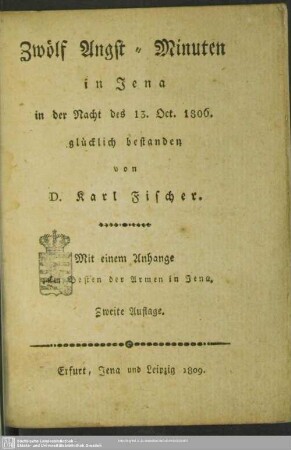 Zwölf Angst-Minuten
in Jena
in der Nacht des 13. Oct. 1806.
glücklich bestanden
von
D. Karl Fischer.
Mit einem Anhange
Besten der Armen in Jena.
Zweite Auflage.
Erfurt, Jena und Leipzig 1809.